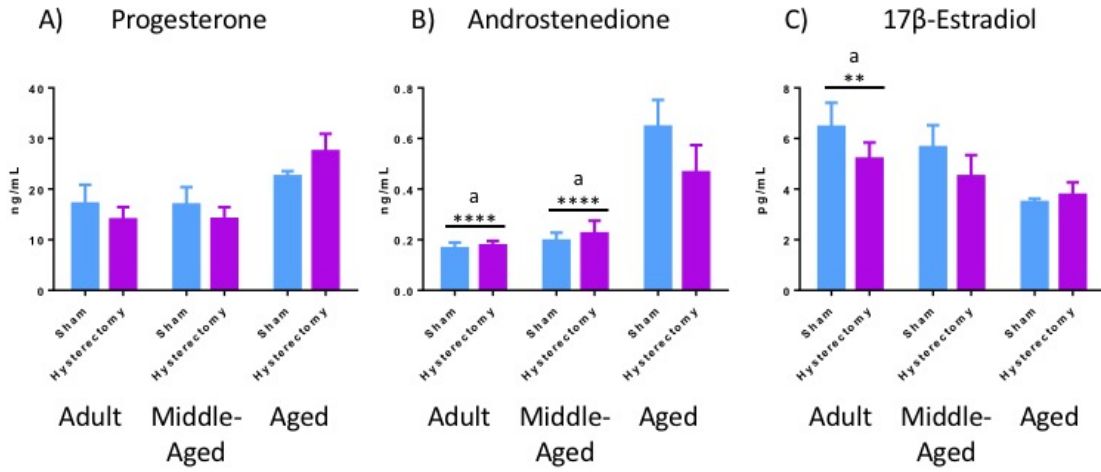 A) Progesterone
40
30
20
10
0
ng/mL
Sham
Hysterectomy
Sham
Hysterectomy
Sham
Hysterectomy
Adult
Middle-
Aged
Aged
B) Androstenedione
0.8
0.6
0.4
0.2
0.0
ng/mL
a
****
a
****
Sham
Hysterectomy
Sham
Hysterectomy
Sham
Hysterectomy
Adult
Middle-
Aged
Aged
C) 17β-Estradiol
8
6
4
2
0
pg/mL
a
**
Sham
Hysterectomy
Sham
Hysterectomy
Sham
Hysterectomy
Adult
Middle-
Aged
Aged